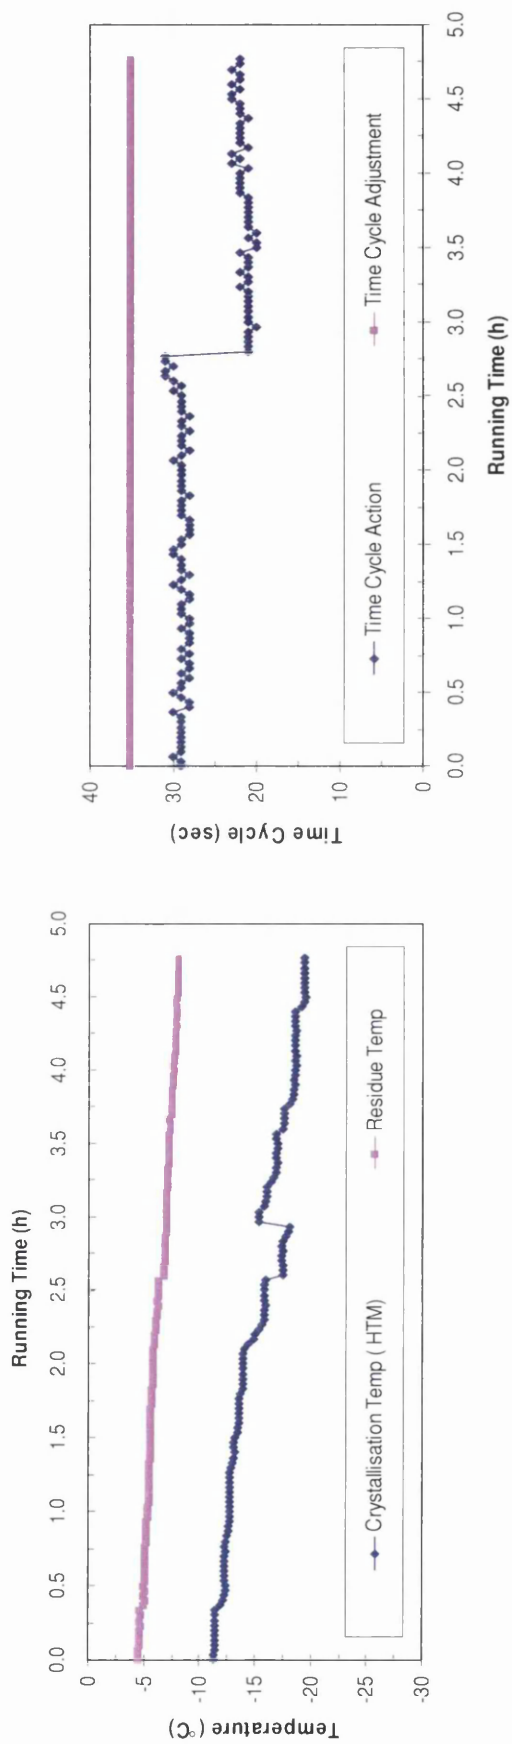 Running Time (h)
0.0 0.5 1.0 1.5 2.0 2.5 3.0 3.5 4.0 4.5 5.0
0
-5
-10
-15
-20
-25
-30
Temperature (°C)
Crystallisation Temp ( HTM) Residue Temp
40
30
20
10
0
Time Cycle (sec)
Time Cycle Action Time Cycle Adjustment
0.0 0.5 1.0 1.5 2.0 2.5 3.0 3.5 4.0 4.5 5.0
Running Time (h)